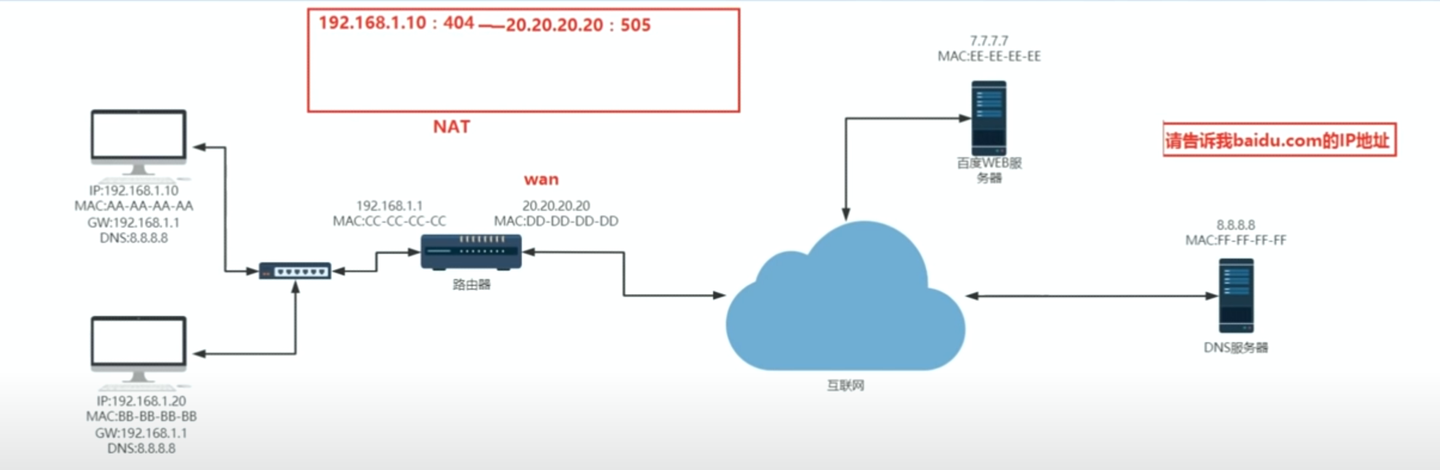 192.168.1.10：404——20.20.20.20：505
NAT
7.7.7.7
MAC:EE-EE-EE-EE
百度WEB服
务器
请告诉我baidu.com的IP地址
IP:192.168.1.10
MAC:AA-AA-AA-AA
GW:192.168.1.1
DNS:8.8.8.8
wan
192.168.1.1
MAC:CC-CC-CC-CC
20.20.20.20
MAC:DD-DD-DD-DD
路由器
8.8.8.8
MAC:FF-FF-FF-FF
DNS服务器
互联网
IP:192.168.1.20
MAC:BB-BB-BB-BB
GW:192.168.1.1
DNS:8.8.8.8